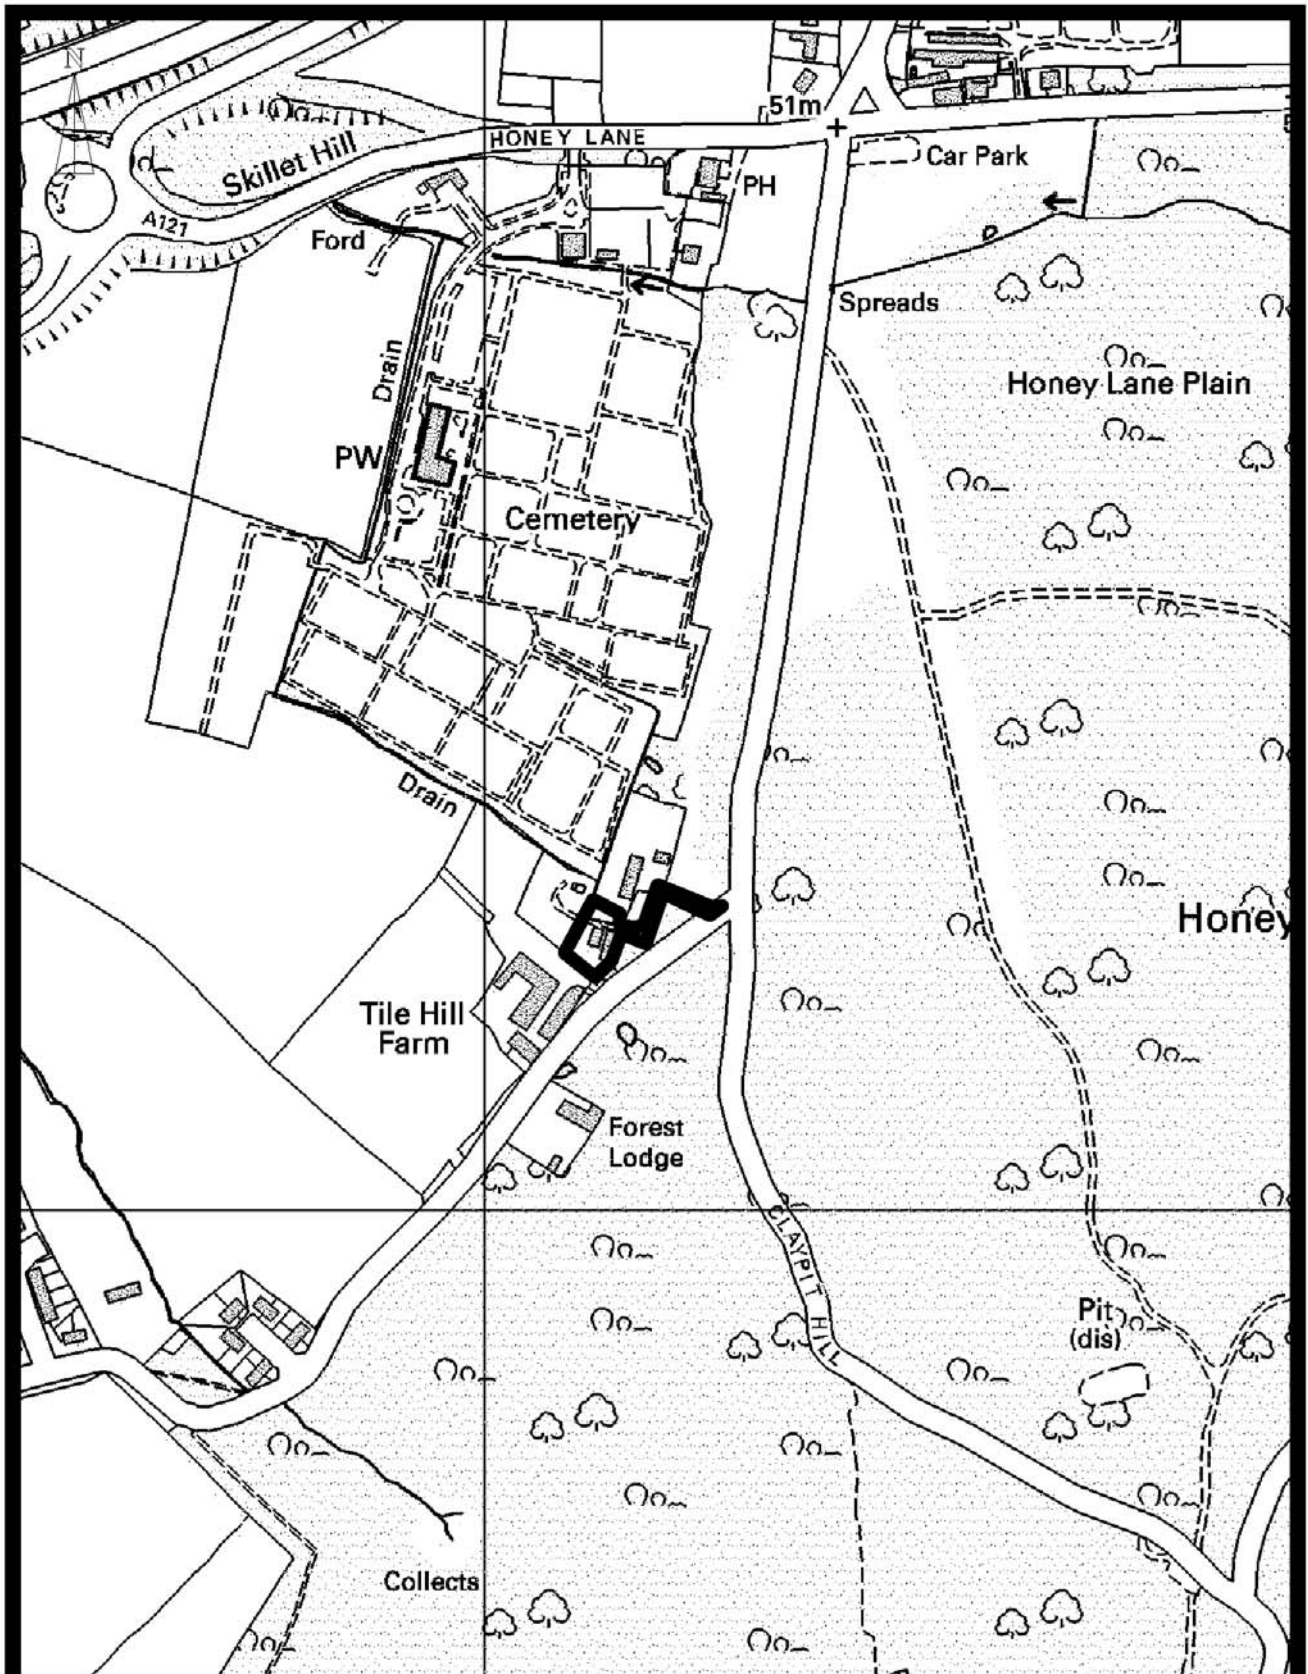 N
51m
HONEY LANE
Car Park
Skillet Hill
PH
A121
Ford
Spreads
Drain
Honey Lane Plain
PW
Cemetery
Drain
Honey
Tile Hill
Farm
Forest
Lodge
CLAYPIT HILL
Pit
(dis)
Collects